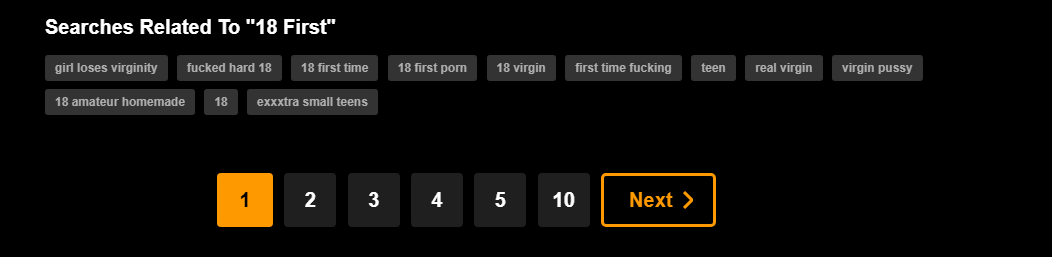 Searches Related To "18 First"
girl loses virginity fucked hard 18 18 first time 18 first porn 18 virgin first time fucking teen real virgin virgin pussy
18 amateur homemade 18 exxxtra small teens
1 2 3 4 5 10 Next